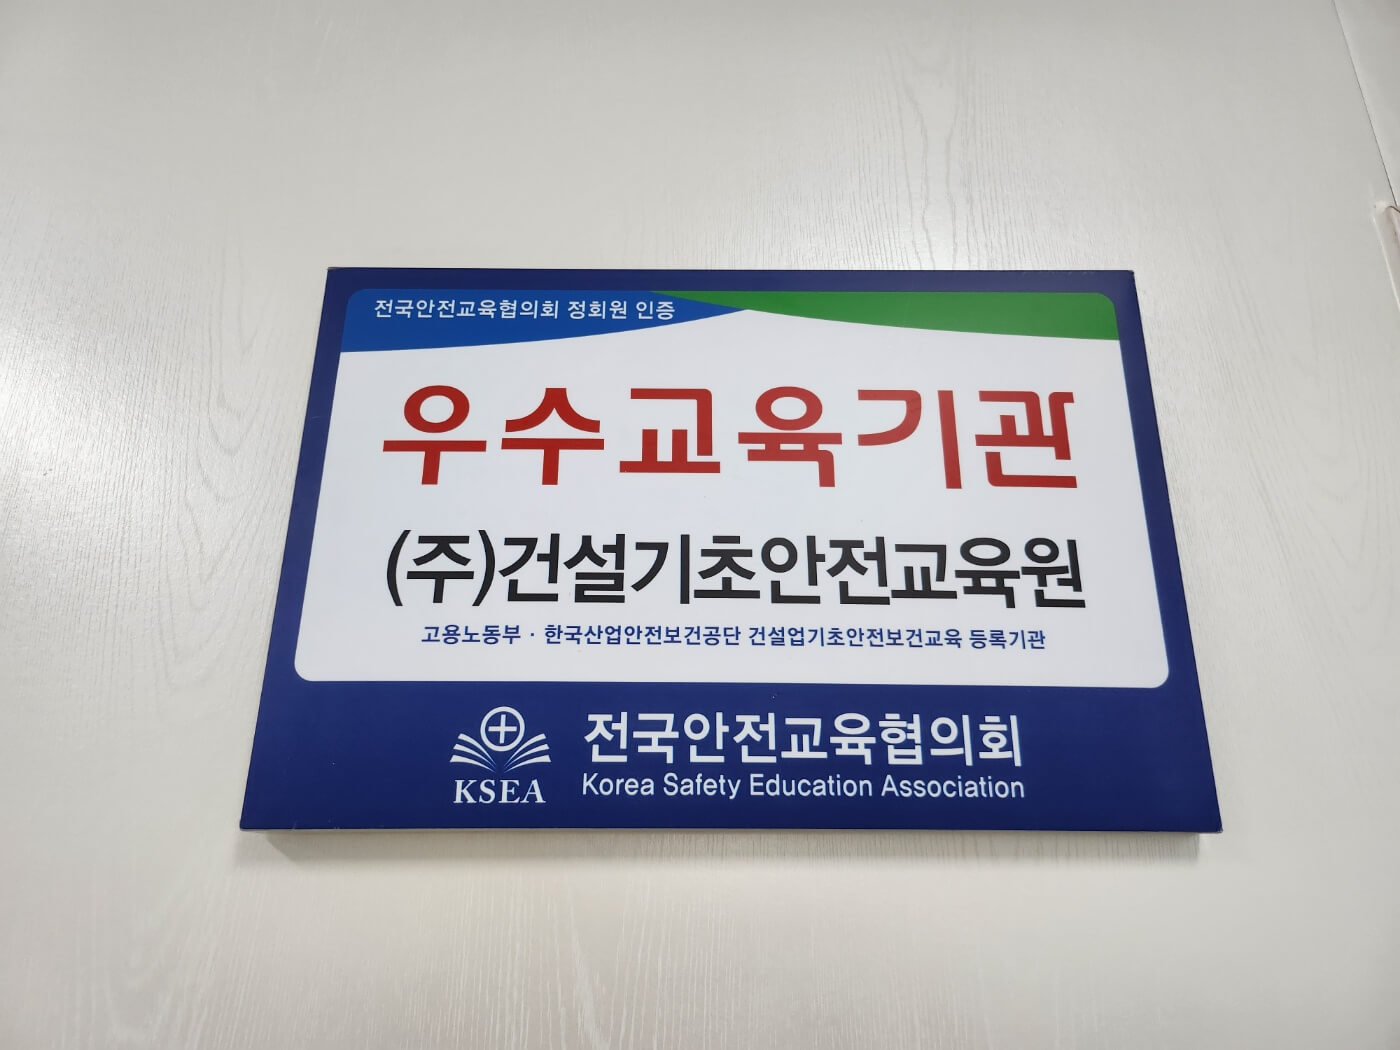 전국안전교육협의회 정회원 인증
우수교육기관
(주)건설기초안전교육원
고용노동부 · 한국산업안전보건공단 건설업기초안전보건교육 등록기관
KSEA
전국안전교육협의회
Korea Safety Education Association